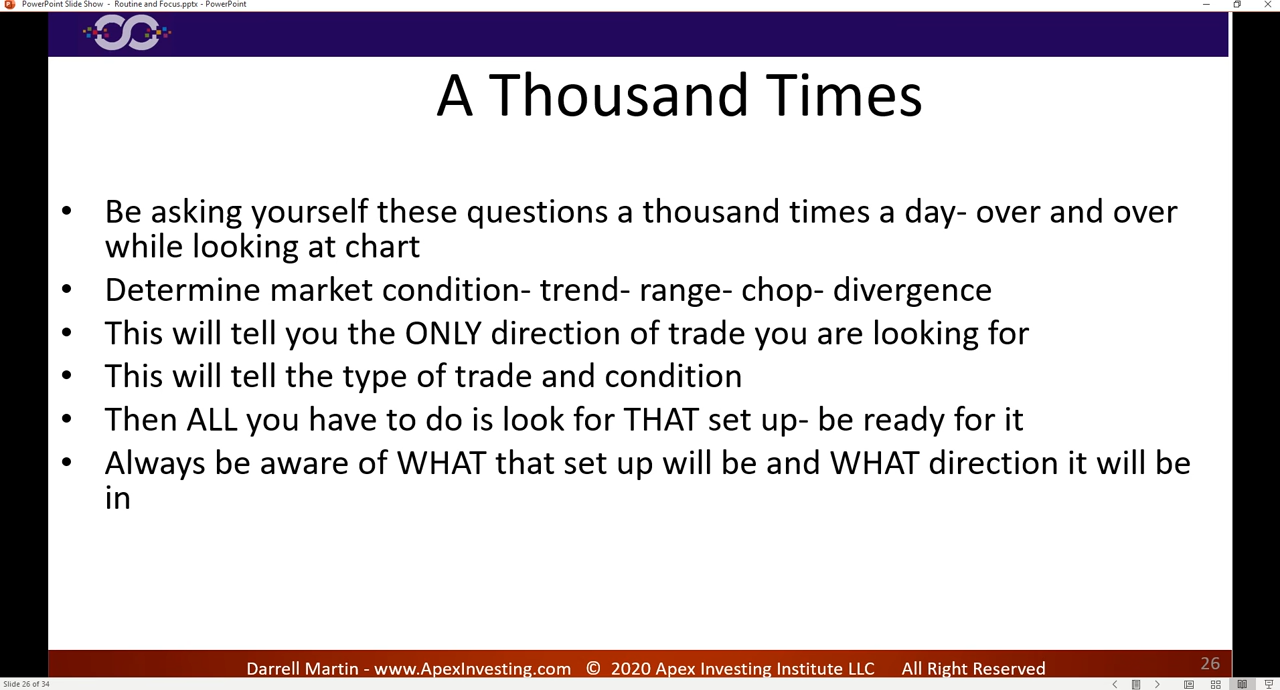 PowerPoint Slide Show - Routine and Focus.pptx - PowerPoint
A Thousand Times
• Be asking yourself these questions a thousand times a day- over and over
while looking at chart
• Determine market condition- trend- range- chop- divergence
• This will tell you the ONLY direction of trade you are looking for
• This will tell the type of trade and condition
• Then ALL you have to do is look for THAT set up- be ready for it
• Always be aware of WHAT that set up will be and WHAT direction it will be
in
Darrell Martin - www.ApexInvesting.com © 2020 Apex Investing Institute LLC All Right Reserved
26
Slide 26 of 34